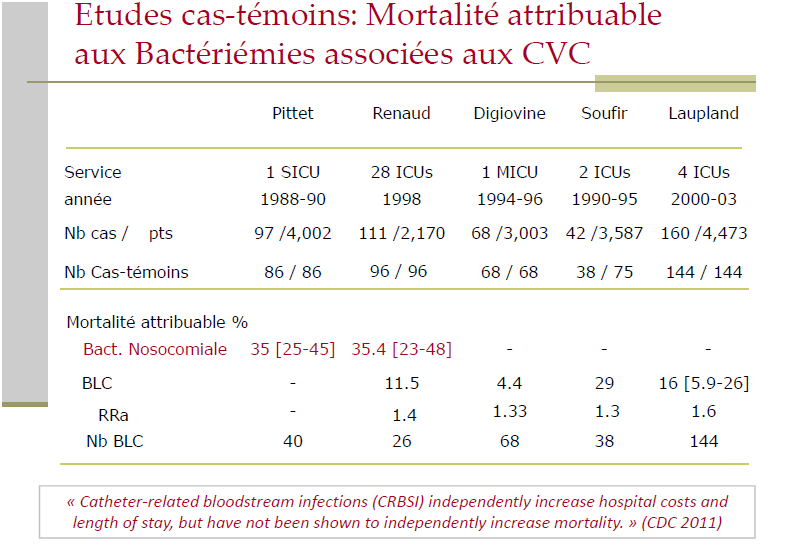 Etudes cas-témoins: Mortalité attribuable
aux Bactériémies associées aux CVC
Pittet Renaud Digiovine Soufir Laupland
Service 1 SICU 28 ICUs 1 MICU 2 ICUs 4 ICUs
année 1988-90 1998 1994-96 1990-95 2000-03
Nb cas / pts 97 /4,002 111 /2,170 68 /3,003 42 /3,587 160 /4,473
Nb Cas-témoins 86 / 86 96 / 96 68 / 68 38 / 75 144 / 144
Mortalité attribuable %
Bact. Nosocomiale 35 [25-45] 35.4 [23-48] - - -
BLC - 11.5 4.4 29 16 [5.9-26]
RRa - 1.4 1.33 1.3 1.6
Nb BLC 40 26 68 38 144
« Catheter-related bloodstream infections (CRBSI) independently increase hospital costs and
length of stay, but have not been shown to independently increase mortality. » (CDC 2011)